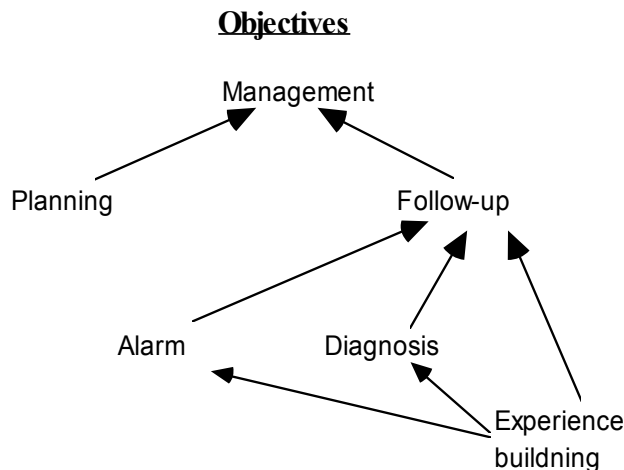 Objectives
Management
Planning
Follow-up
Alarm
Diagnosis
Experience
buildning